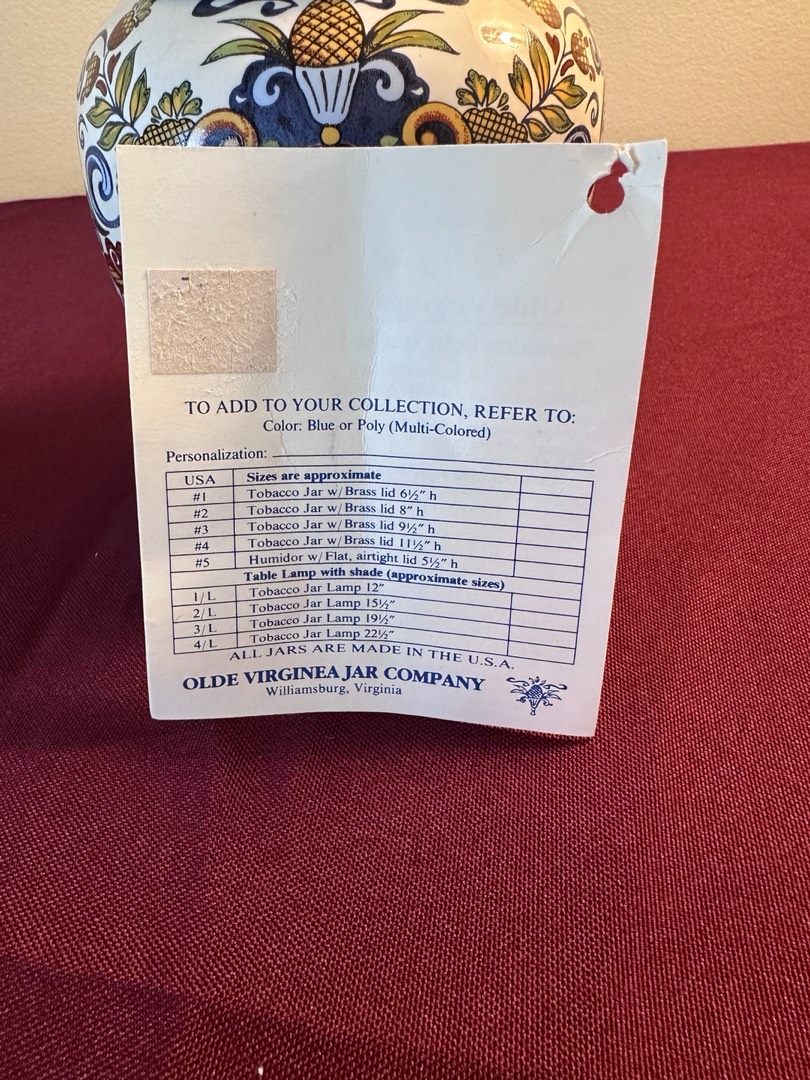 TO ADD TO YOUR COLLECTION, REFER TO:
Color: Blue or Poly (Multi-Colored)
Personalization:
USA Sizes are approximate
#1 Tobacco Jar w/Brass lid 6½″ h
#2 Tobacco Jar w/Brass lid 8″ h
#3 Tobacco Jar w/Brass lid 9½″ h
#4 Tobacco Jar w/Brass lid 11½″ h
#5 Humidor w/Flat, airtight lid 5½″ h
Table Lamp with shade (approximate sizes)
1/L Tobacco Jar Lamp 12″
2/L Tobacco Jar Lamp 15½″
3/L Tobacco Jar Lamp 19½″
4/L Tobacco Jar Lamp 22½″
ALL JARS ARE MADE IN THE U.S.A.
OLDE VIRGINEA JAR COMPANY
Williamsburg, Virginia